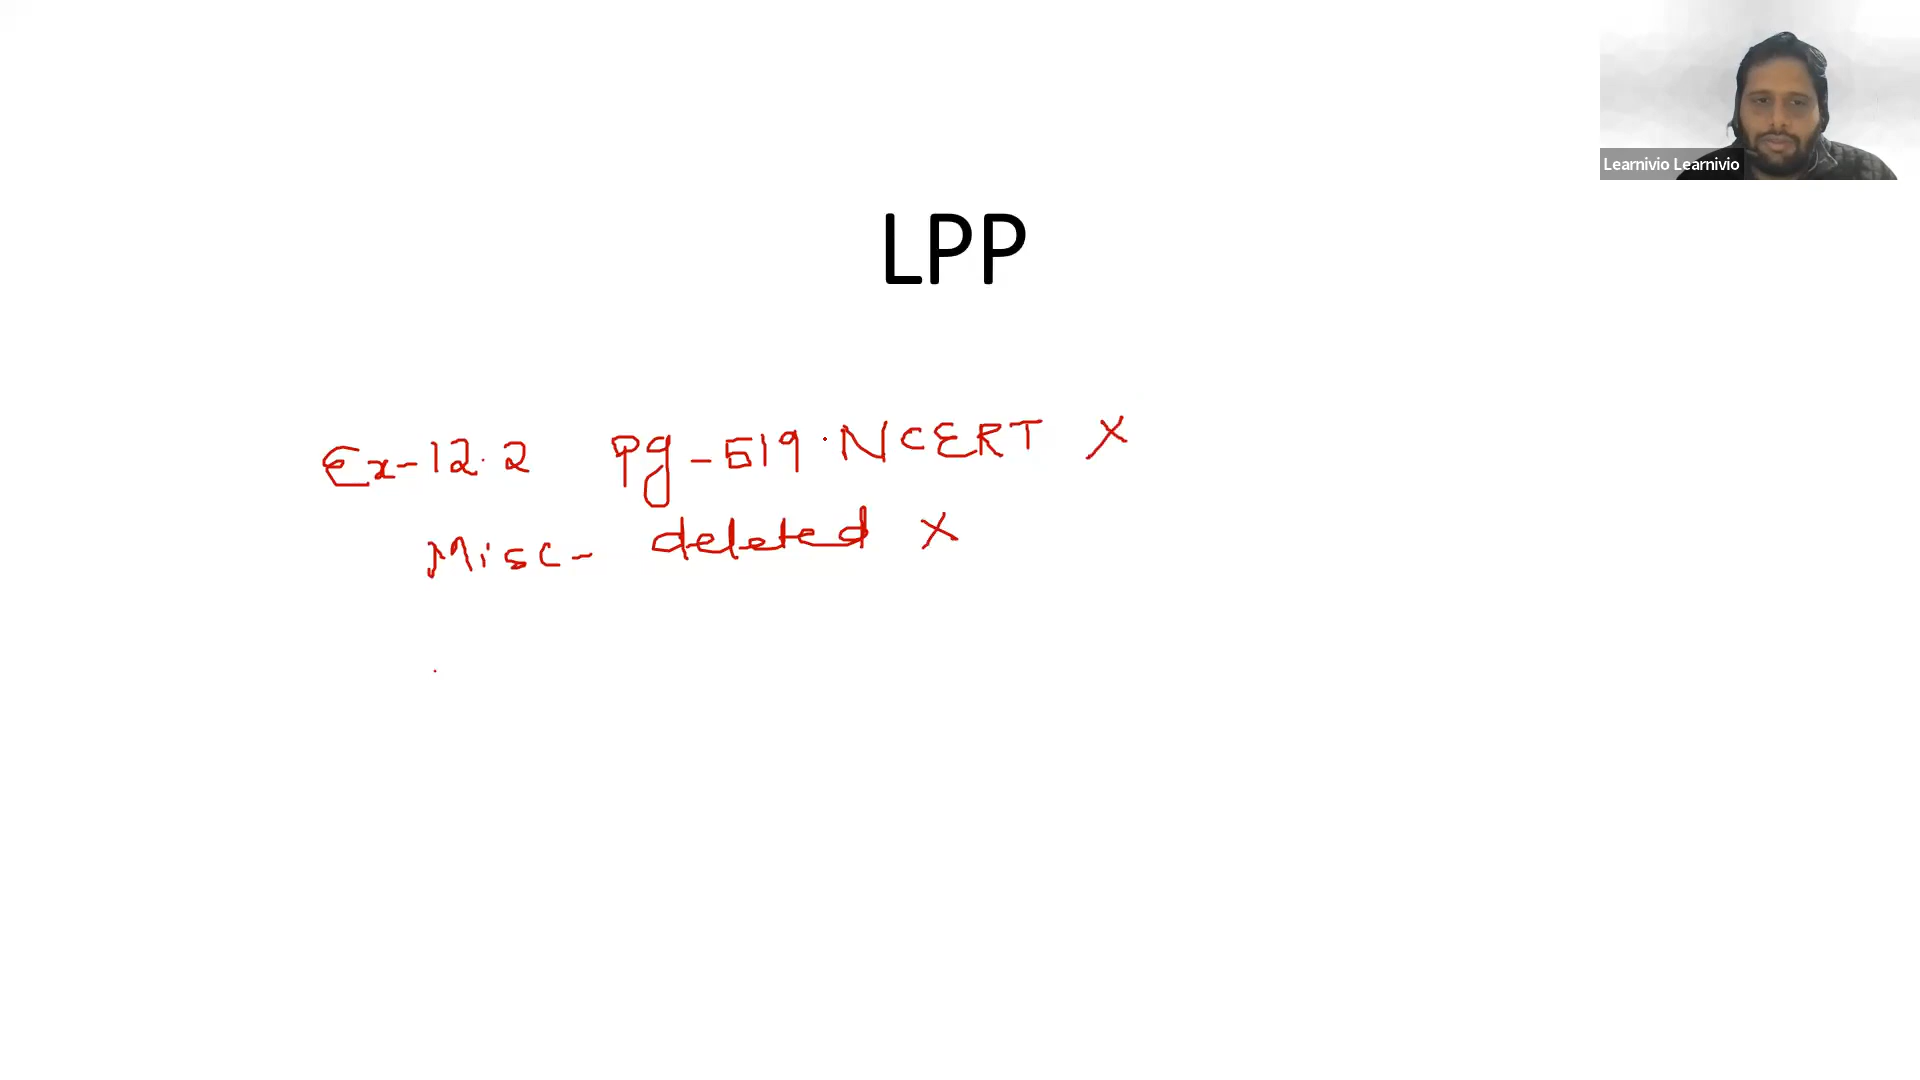 Learnivio Learnivio
LPP
Ex-12.2 Pg-519.NCERT X
Misc- deleted X